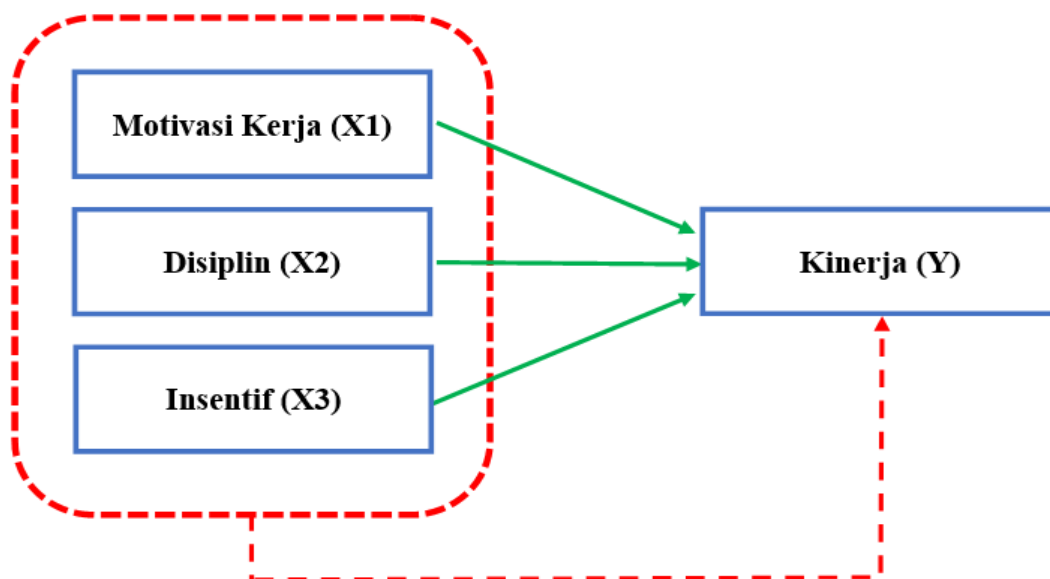 Motivasi Kerja (X1)
Disiplin (X2)
Kinerja (Y)
Insentif (X3)